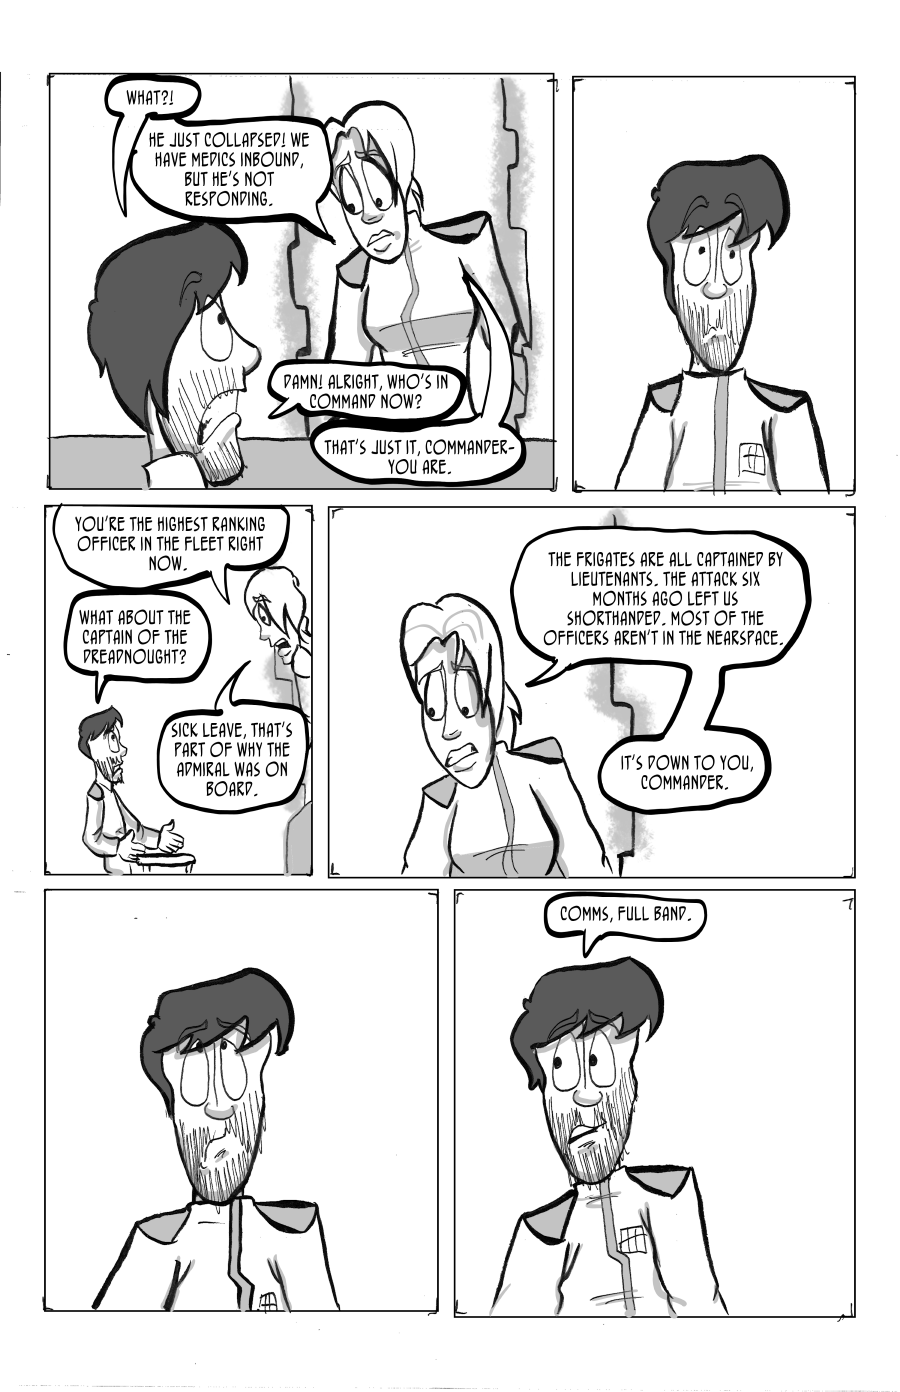 WHAT?!
HE JUST COLLAPSED! WE
HAVE MEDICS INBOUND,
BUT HE'S NOT
RESPONDING.
DAMN! ALRIGHT, WHO'S IN
COMMAND NOW?
THAT'S JUST IT, COMMANDER-
YOU ARE.
YOU'RE THE HIGHEST RANKING
OFFICER IN THE FLEET RIGHT
NOW.
WHAT ABOUT THE
CAPTAIN OF THE
DREADNOUGHT?
SICK LEAVE, THAT'S
PART OF WHY THE
ADMIRAL WAS ON
BOARD.
THE FRIGATES ARE ALL CAPTAINED BY
LIEUTENANTS. THE ATTACK SIX
MONTHS AGO LEFT US
SHORTHANDED. MOST OF THE
OFFICERS AREN'T IN THE NEARSPACE.
IT'S DOWN TO YOU,
COMMANDER.
COMMS, FULL BAND.